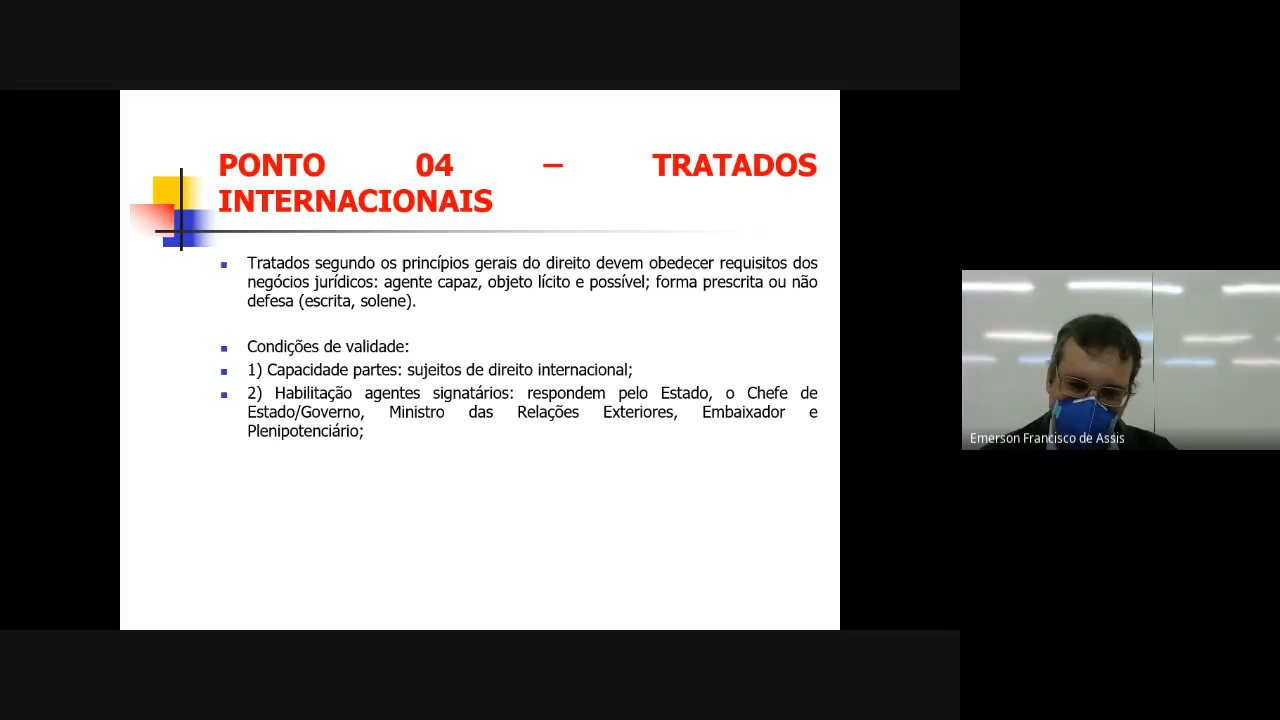 PONTO 04 – TRATADOS
INTERNACIONAIS
Tratados segundo os princípios gerais do direito devem obedecer requisitos dos
negócios jurídicos: agente capaz, objeto lícito e possível; forma prescrita ou não
defesa (escrita, solene).
Condições de validade:
1) Capacidade partes: sujeitos de direito internacional;
2) Habilitação agentes signatários: respondem pelo Estado, o Chefe de
Estado/Governo, Ministro das Relações Exteriores, Embaixador e
Plenipotenciário;
Emerson Francisco de Assis